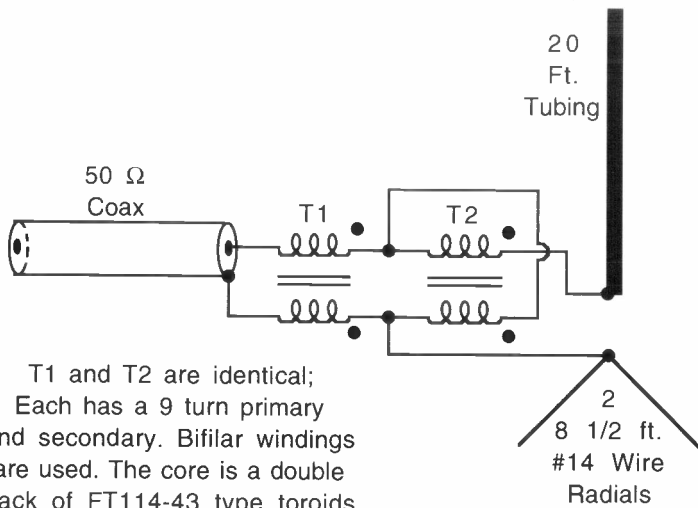 20
Ft.
Tubing
50 Ω
Coax
T1
T2
T1 and T2 are identical;
Each has a 9 turn primary
secondary. Bifilar windings
are used. The core is a double
of FT114-43 type toroids
2
8 1/2 ft.
#14 Wire
Radials